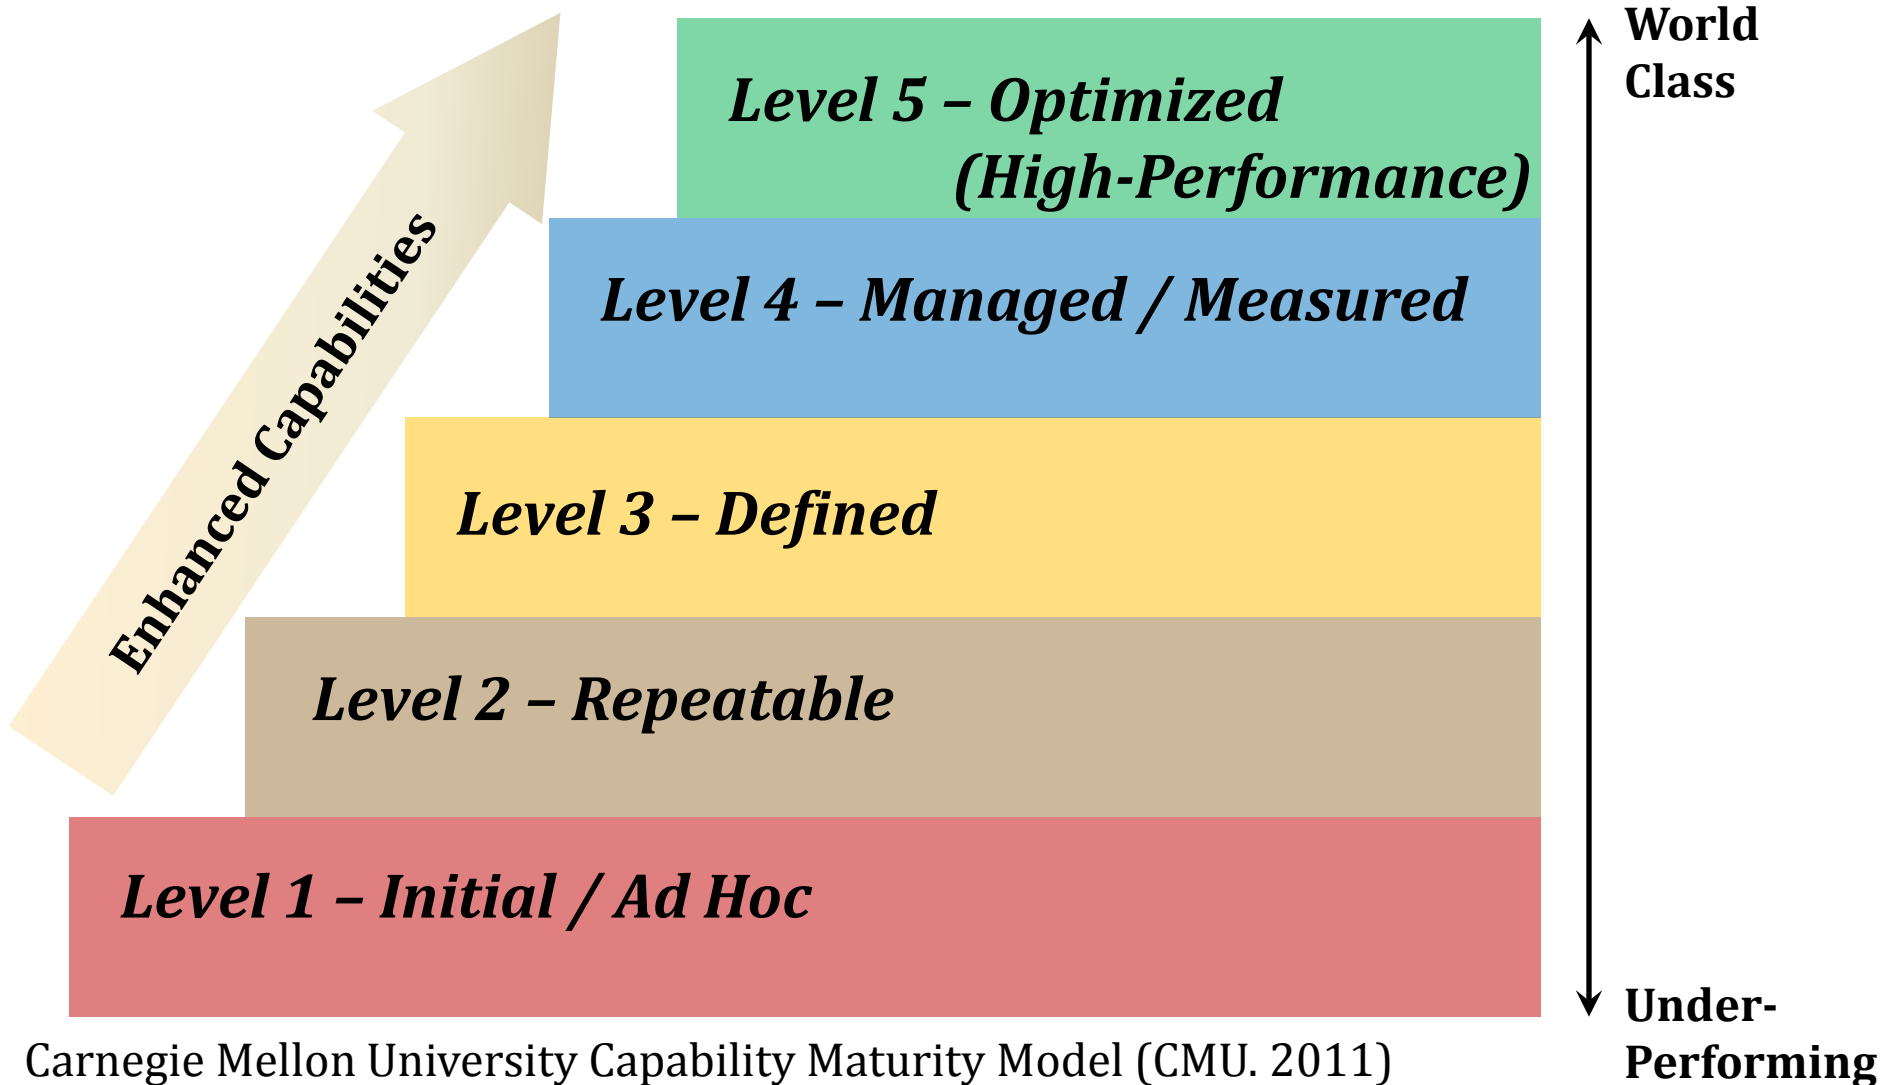 World
Class
Level 5 – Optimized
(High-Performance)
Level 4 – Managed / Measured
Enhanced Capabilities
Level 3 – Defined
Level 2 – Repeatable
Level 1 – Initial / Ad Hoc
Under-
Performing
Carnegie Mellon University Capability Maturity Model (CMU. 2011)